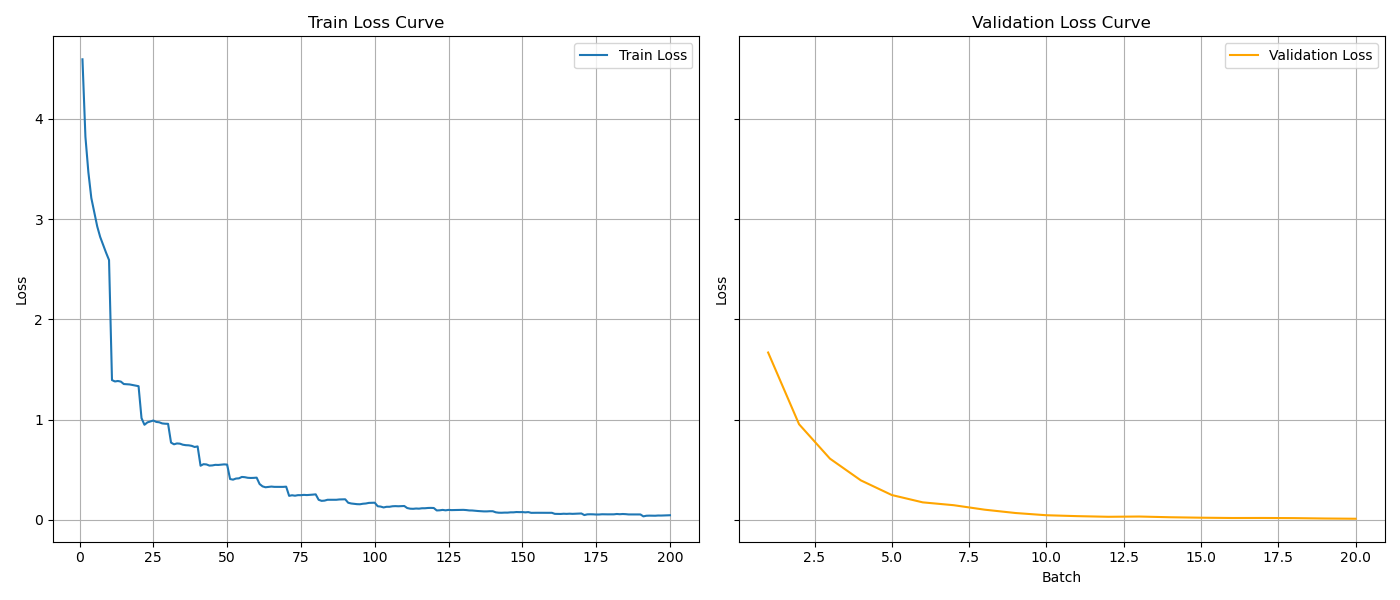 Train Loss Curve
Train Loss
Loss
4
3
2
1
0
0 25 50 75 100 125 150 175 200
Validation Loss Curve
Validation Loss
Loss
2.5 5.0 7.5 10.0 12.5 15.0 17.5 20.0
Batch